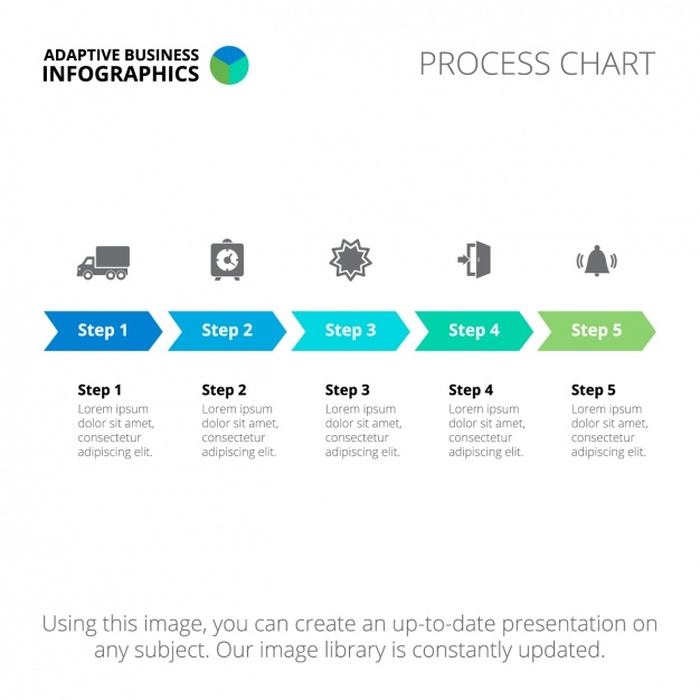 ADAPTIVE BUSINESS
INFOGRAPHICS
PROCESS CHART
Step 1
Step 2
Step 3
Step 4
Step 5
Step 1
Lorem ipsum
dolor sit amet,
consectetur
adipiscing elit.
Step 2
Lorem ipsum
dolor sit amet,
consectetur
adipiscing elit.
Step 3
Lorem ipsum
dolor sit amet,
consectetur
adipiscing elit.
Step 4
Lorem ipsum
dolor sit amet,
consectetur
adipiscing elit.
Step 5
Lorem ipsum
dolor sit amet,
consectetur
adipiscing elit.
Using this image, you can create an up-to-date presentation on
any subject. Our image library is constantly updated.